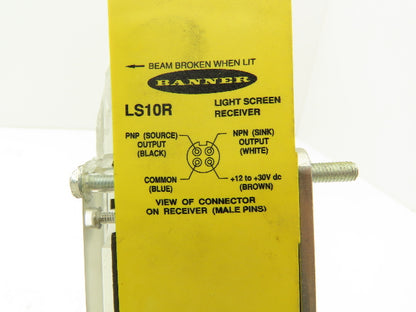 ← BEAM BROKEN WHEN LIT
BANNER
LS10R
LIGHT SCREEN
RECEIVER
PNP (SOURCE)
OUTPUT
(BLACK)
NPN (SINK)
OUTPUT
(WHITE)
COMMON
(BLUE)
+12 to +30V dc
(BROWN)
VIEW OF CONNECTOR
ON RECEIVER (MALE PINS)